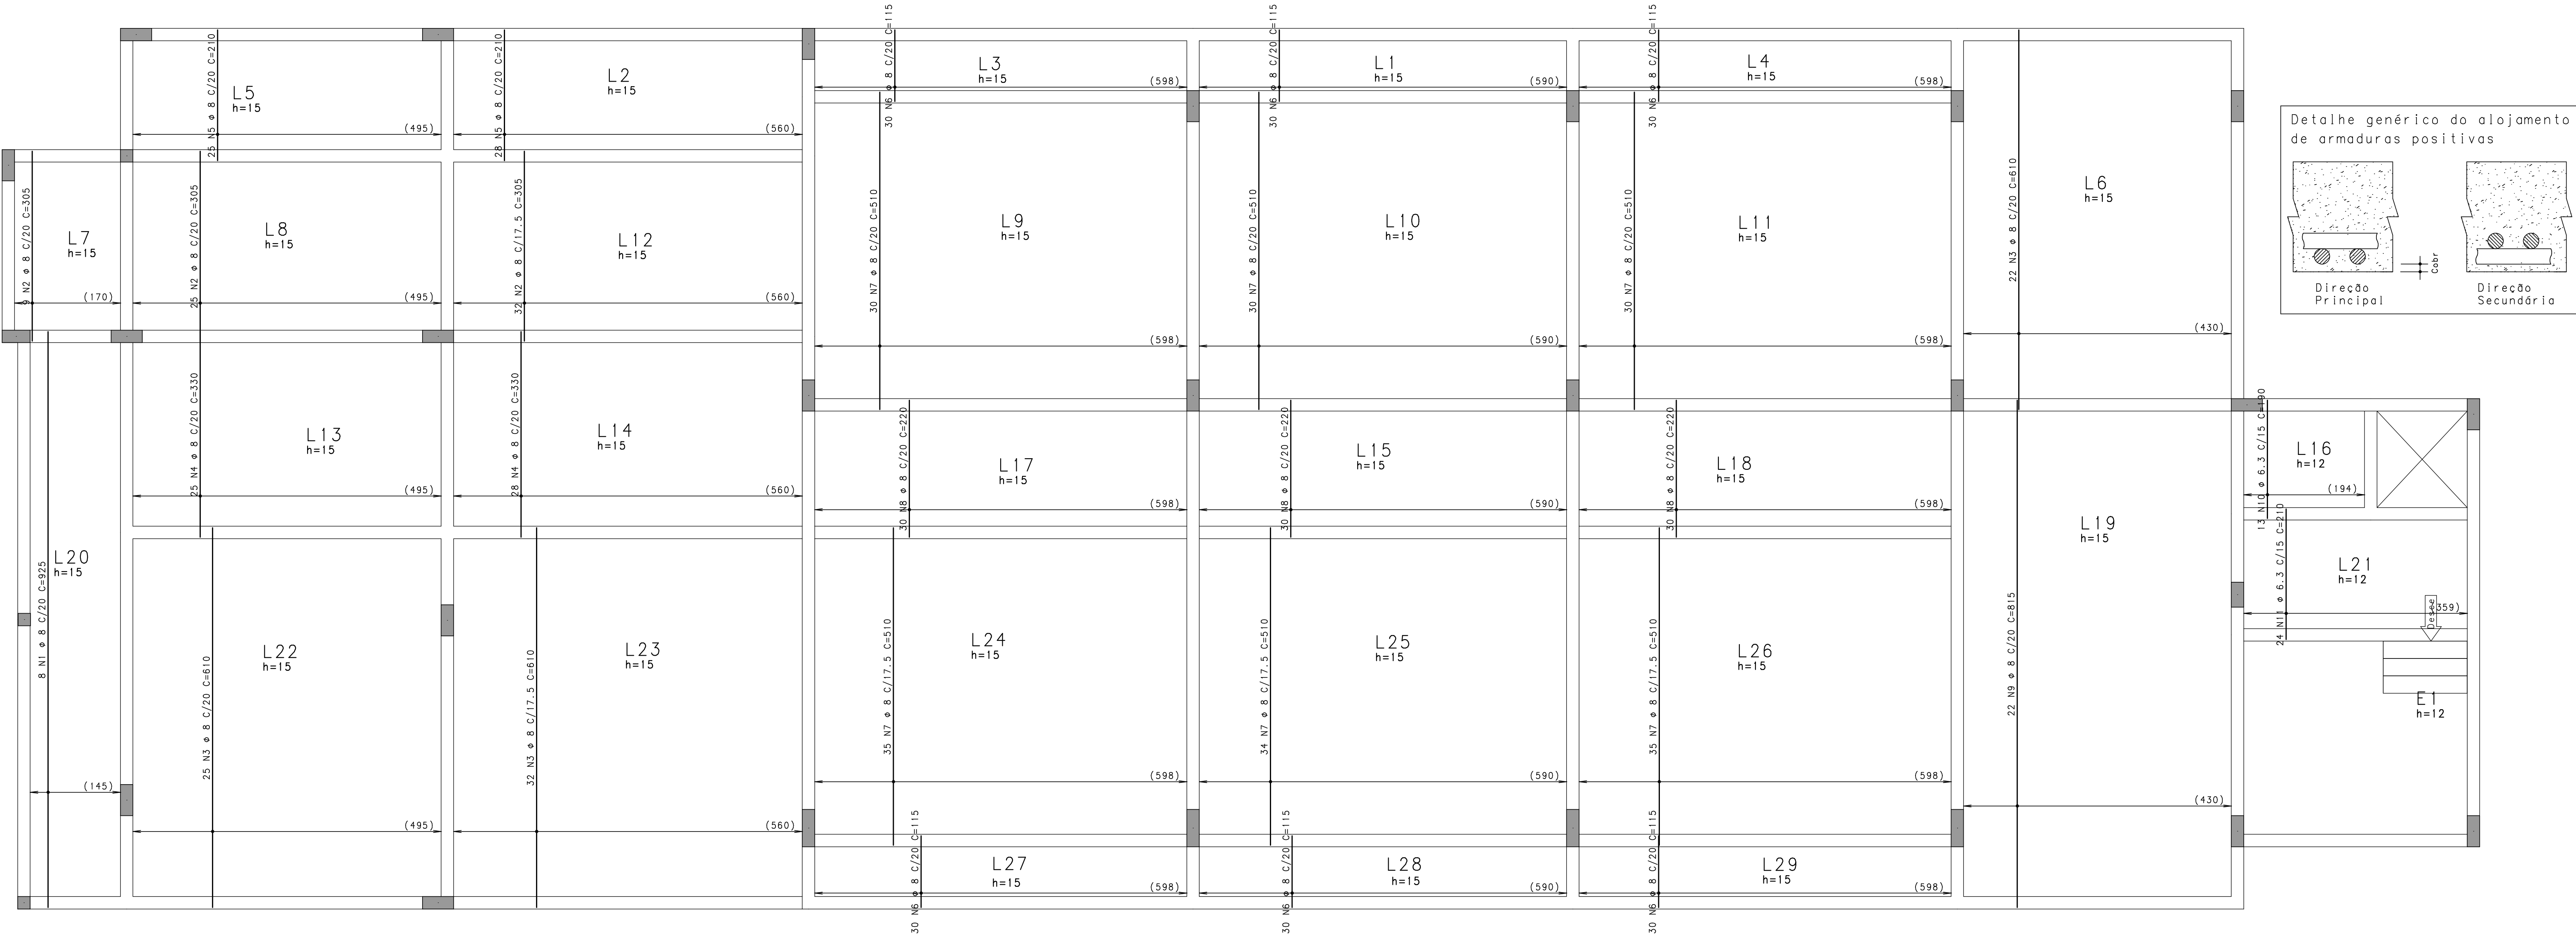 30 N6 ø 8 C/20 C=115
30 N6 ø 8 C/20 C=115
30 N6 ø 8 C/20 C=115
25 N5 ø 8 C/20 C=210
28 N5 ø 8 C/20 C=210
L5
h=15
(495)
L2
h=15
(560)
L3
h=15
(598)
L1
h=15
(590)
L4
h=15
(598)
Detalhe genérico do alojamento
de armaduras positivas
Cobr
Direção
Principal
Direção
Secundária
9 N2 ø 8 C/20 C=305
L7
h=15
(170)
25 N2 ø 8 C/20 C=305
L8
h=15
(495)
32 N2 ø 8 C/17.5 C=305
L12
h=15
(560)
30 N7 ø 8 C/20 C=510
L9
h=15
(598)
30 N7 ø 8 C/20 C=510
L10
h=15
(590)
30 N7 ø 8 C/20 C=510
L11
h=15
(598)
22 N3 ø 8 C/20 C=610
L6
h=15
(430)
25 N4 ø 8 C/20 C=330
L13
h=15
(495)
28 N4 ø 8 C/20 C=330
L14
h=15
(560)
30 N8 ø 8 C/20 C=220
L17
h=15
(598)
30 N8 ø 8 C/20 C=220
L15
h=15
(590)
30 N8 ø 8 C/20 C=220
L18
h=15
(598)
13 N10 ø 6.3 C/15 C=190
L16
h=12
(194)
8 N1 ø 8 C/20 C=925
L20
h=15
(145)
25 N3 ø 8 C/20 C=610
L22
h=15
(495)
32 N3 ø 8 C/17.5 C=610
L23
h=15
(560)
35 N7 ø 8 C/17.5 C=510
L24
h=15
(598)
34 N7 ø 8 C/17.5 C=510
L25
h=15
(590)
35 N7 ø 8 C/17.5 C=510
L26
h=15
(598)
22 N9 ø 8 C/20 C=815
L19
h=15
(430)
24 N11 ø 6.3 C/15 C=210
L21
h=12
(359)
Desce
E1
h=12
30 N6 ø 8 C/20 C=115
L27
h=15
(598)
30 N6 ø 8 C/20 C=115
L28
h=15
(590)
30 N6 ø 8 C/20 C=115
L29
h=15
(598)